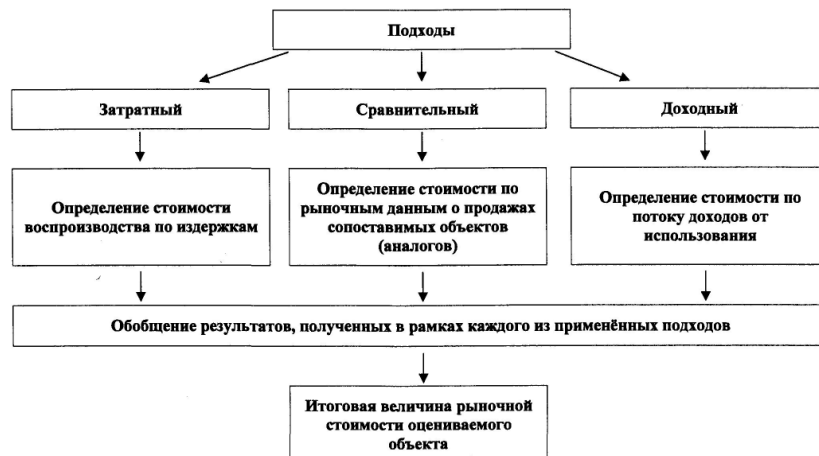 Подходы
Затратный
Сравнительный
Доходный
Определение стоимости
воспроизводства по издержкам
Определение стоимости по
рыночным данным о продажах
сопоставимых объектов
(аналогов)
Определение стоимости по
потоку доходов от
использования
Обобщение результатов, полученных в рамках каждого из применённых подходов
Итоговая величина рыночной
стоимости оцениваемого
объекта